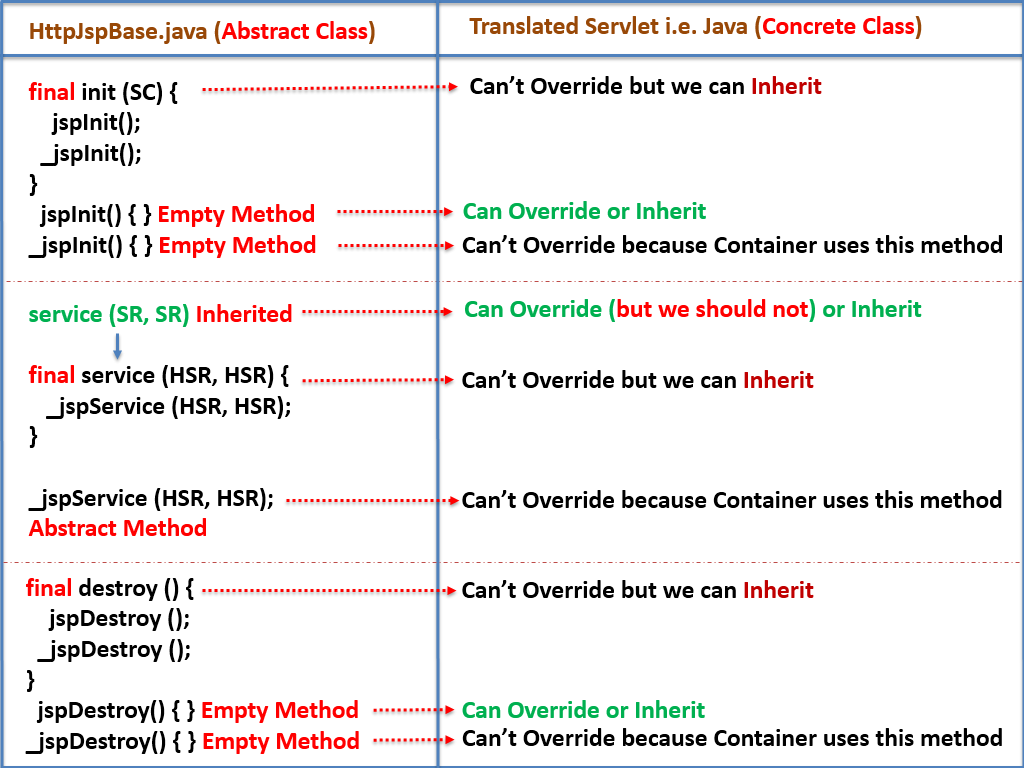 HttpJspBase.java (Abstract Class)
Translated Servlet i.e. Java (Concrete Class)
final init (SC) {
Can't Override but we can Inherit
jspInit();
_jspInit();
}
jspInit() { } Empty Method
Can Override or Inherit
_jspInit() { } Empty Method
Can't Override because Container uses this method
service (SR, SR) Inherited
Can Override (but we should not) or Inherit
final service (HSR, HSR) {
Can't Override but we can Inherit
_jspService (HSR, HSR);
}
_jspService (HSR, HSR);
Can't Override because Container uses this method
Abstract Method
final destroy () {
Can't Override but we can Inherit
jspDestroy ();
_jspDestroy ();
}
jspDestroy() { } Empty Method
Can Override or Inherit
_jspDestroy() { } Empty Method
Can't Override because Container uses this method